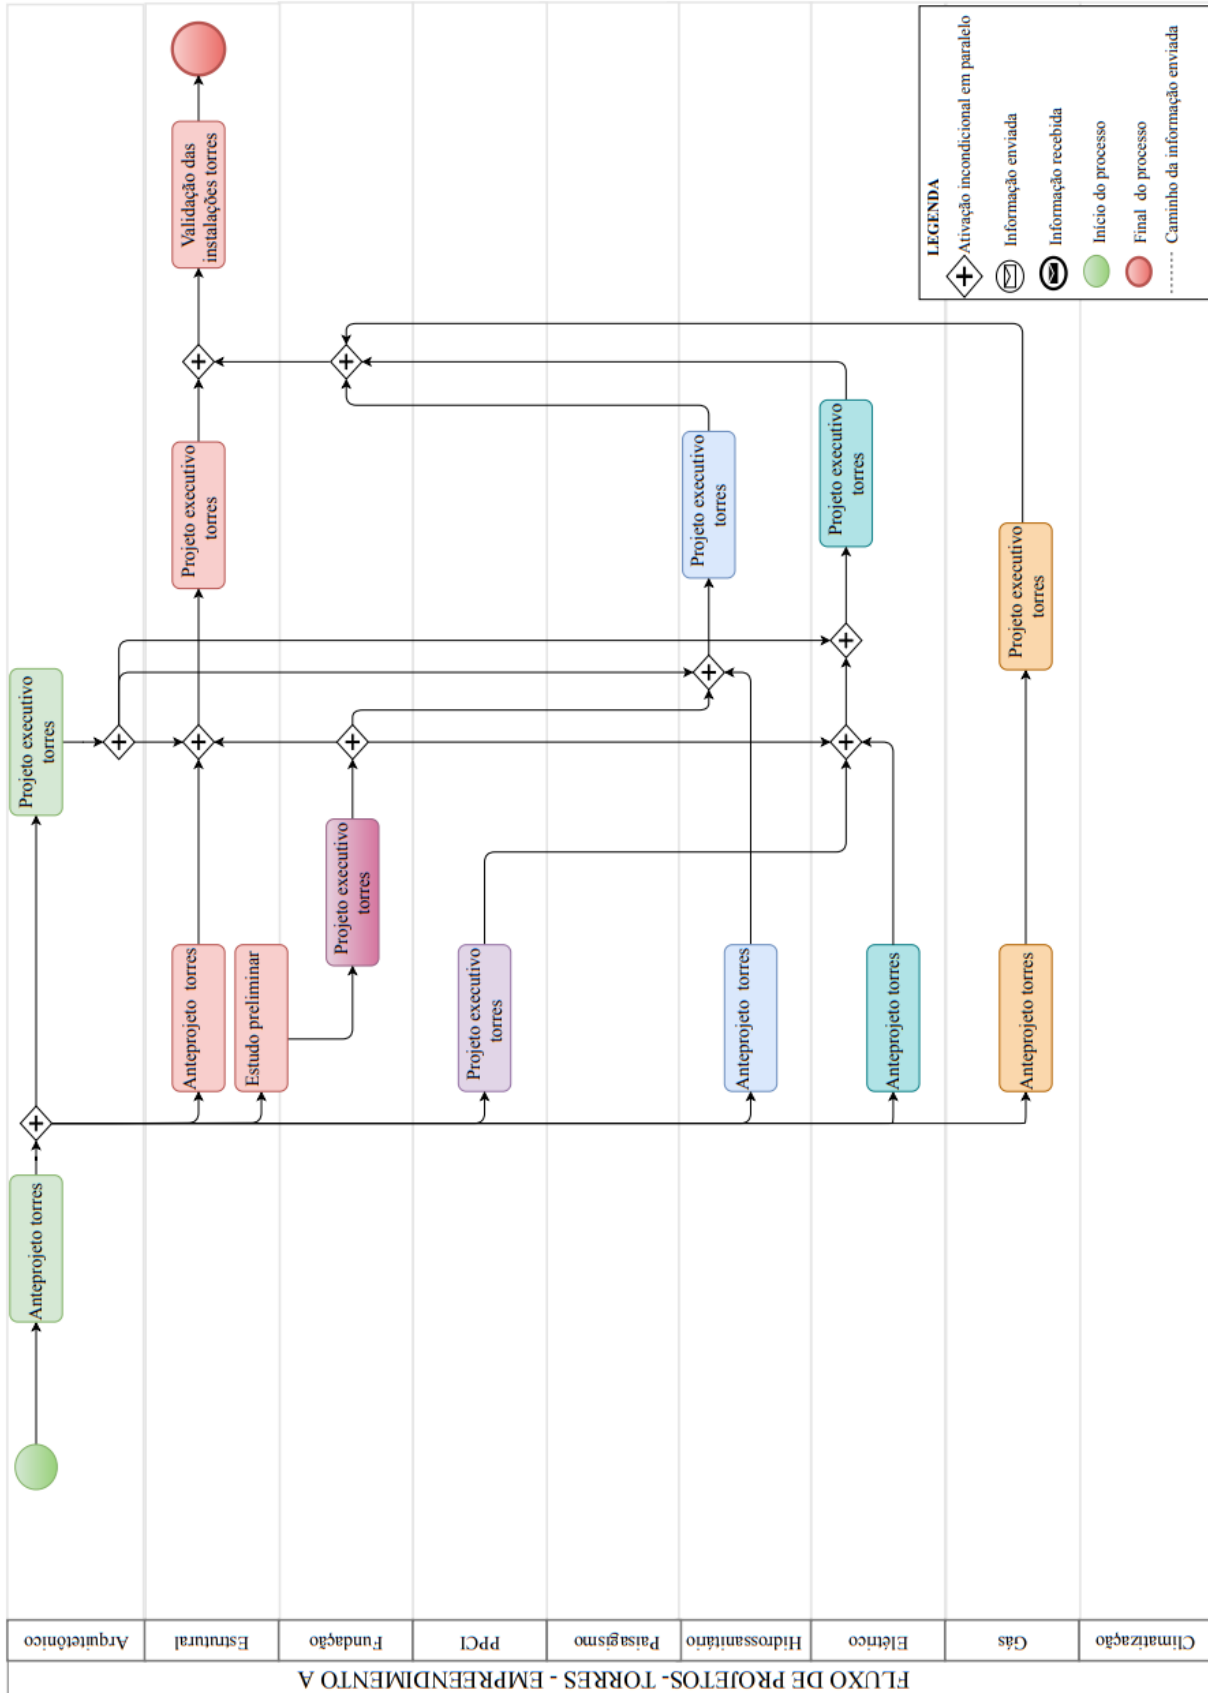 FLUXO DE PROJETOS- TORRES - EMPREENDIMENTO A
Arquitetônico
Estrutural
Fundação
PPCI
Paisagismo
Hidrossanitário
Elétrico
Gás
Climatização
Anteprojeto torres
Projeto executivo
torres
Anteprojeto torres
Estudo preliminar
Projeto executivo
torres
Validação das
instalações torres
Projeto executivo
torres
Projeto executivo
torres
Anteprojeto torres
Projeto executivo
torres
Anteprojeto torres
Projeto executivo
torres
Anteprojeto torres
Projeto executivo
torres
LEGENDA
Ativação incondicional em paralelo
Informação enviada
Informação recebida
Início do processo
Final do processo
Caminho da informação enviada